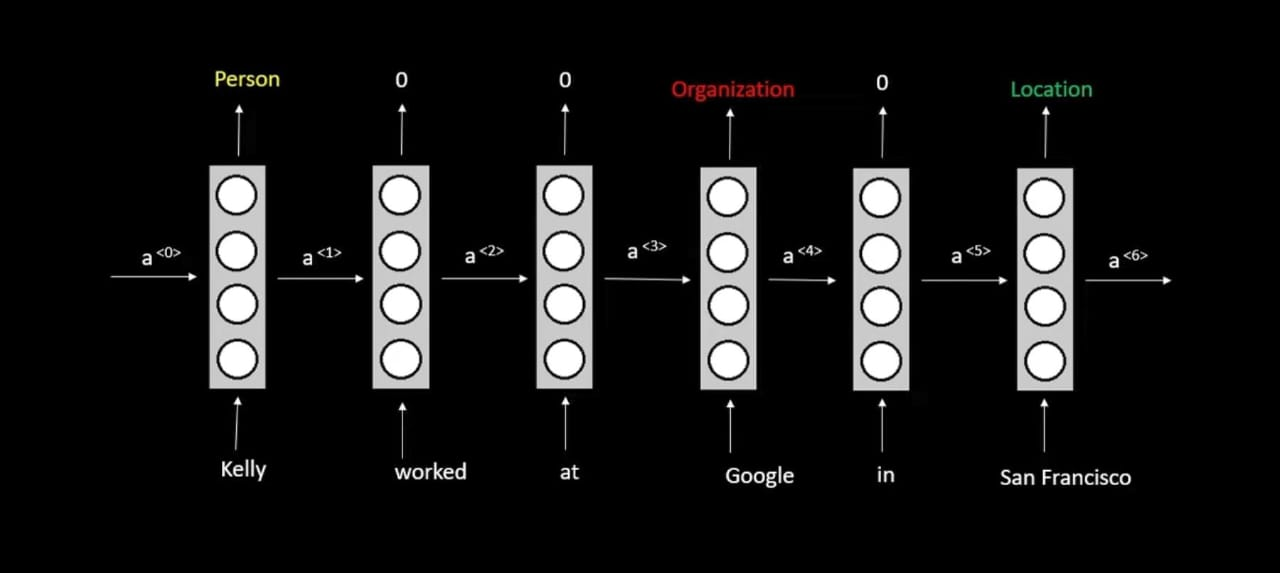 Person 0 0 Organization 0 Location
a<0> a<1> a<2> a<3> a<4> a<5> a<6>
Kelly worked at Google in San Francisco